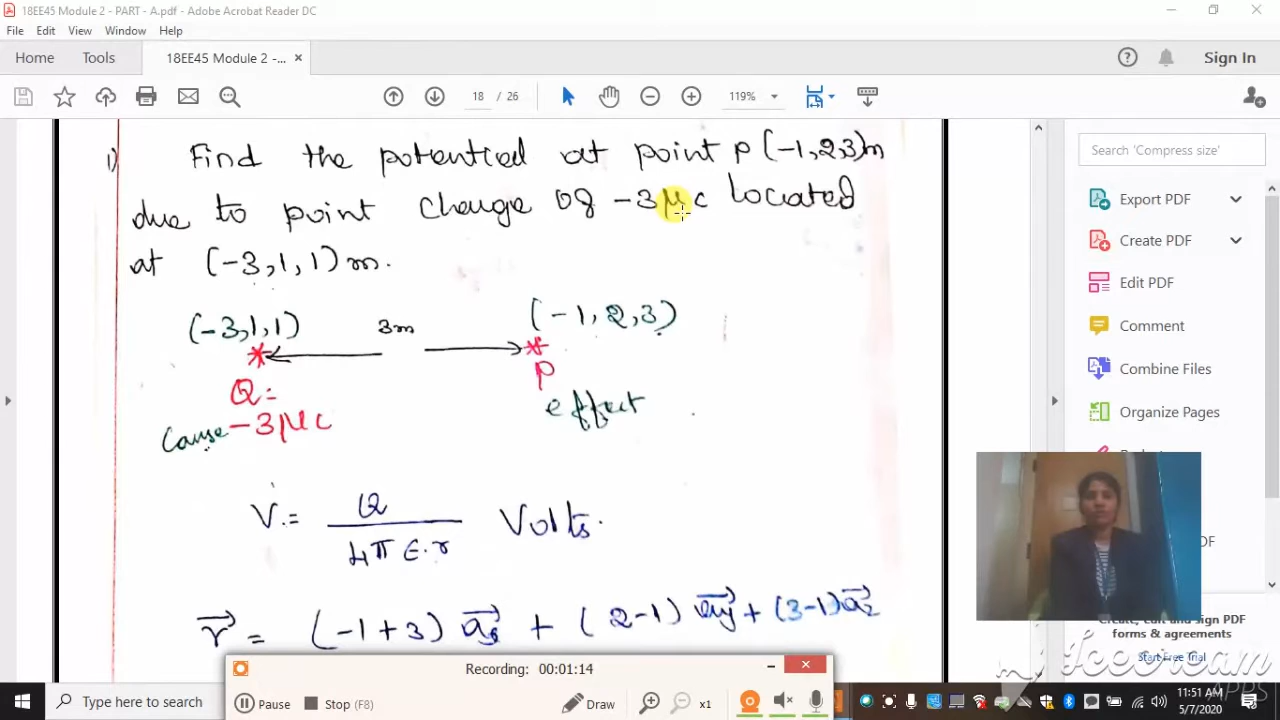 18EE45 Module 2 - PART - A.pdf - Adobe Acrobat Reader DC
File Edit View Window Help
Home Tools 18EE45 Module 2 -... × Sign In
18 / 26 119%
1) Find the potential at point P (-1,2,3)m
due to point charge of -3μc located
at (-3,1,1) m.
(-3,1,1) 3m (-1,2,3)
Q= P
Cause -3μc effect
V = Q / 4π∈.r Volts.
r = (-1+3) ax + (2-1) ay + (3-1) az
Search 'Compress size'
Export PDF
Create PDF
Edit PDF
Comment
Combine Files
Organize Pages
Create, edit and sign PDF
forms & agreements
Start Free Trial
Recording: 00:01:14
Pause Stop (F8) Draw x1
Type here to search
11:51 AM
5/7/2020
Icecream
APPS